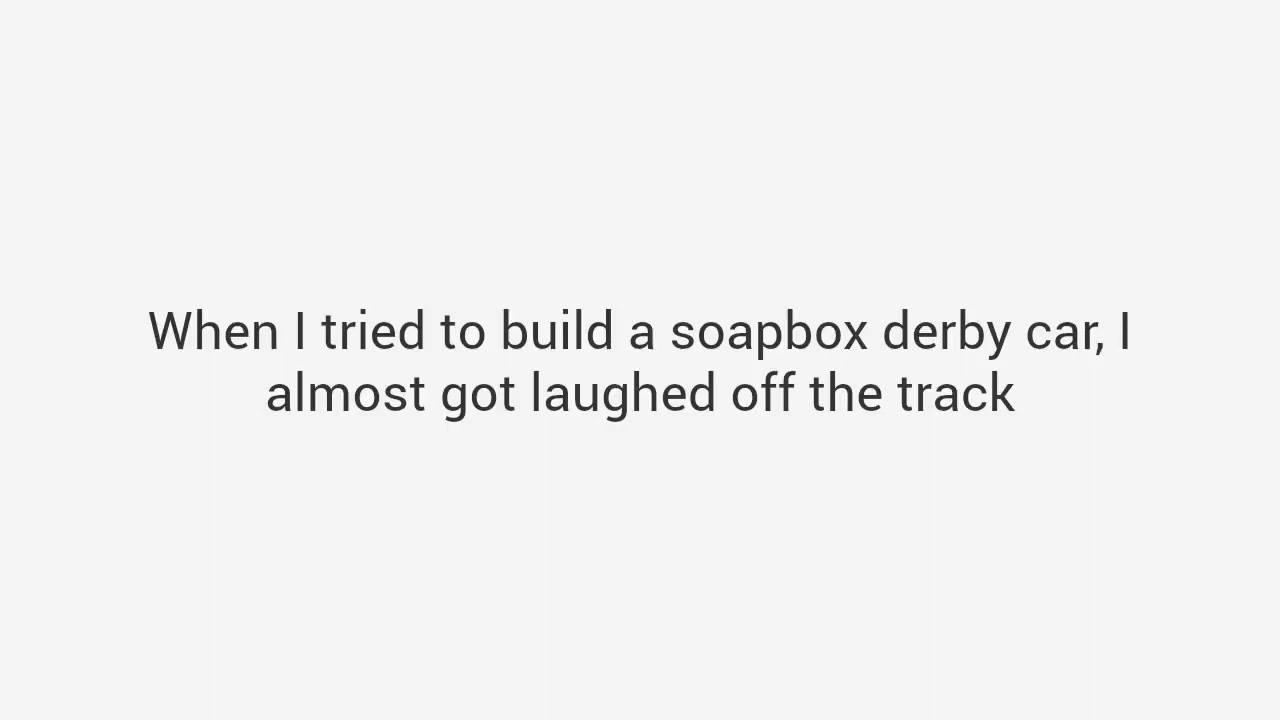 When I tried to build a soapbox derby car, I
almost got laughed off the track